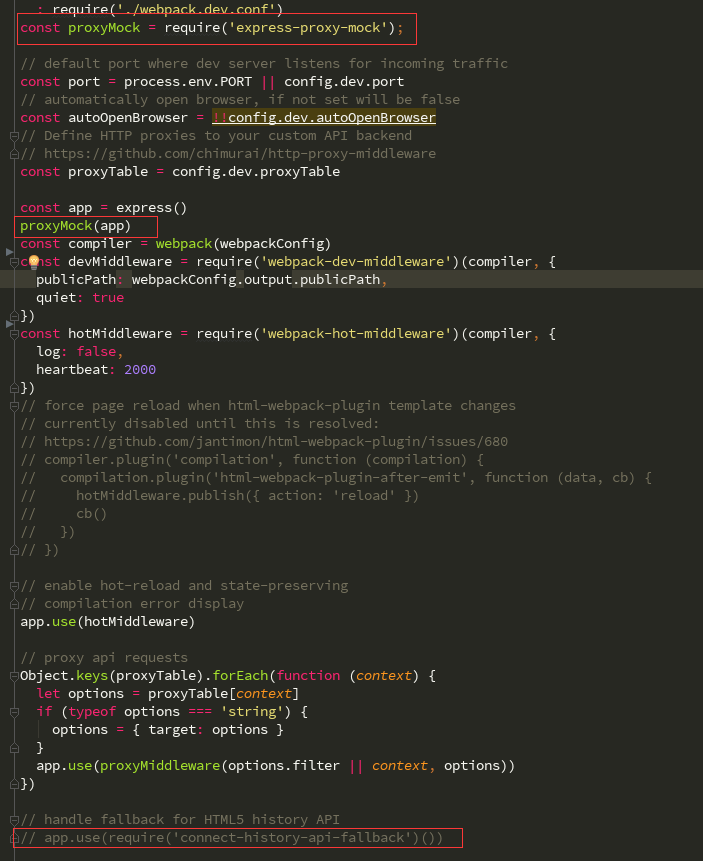 : require('./webpack.dev.conf')
const proxyMock = require('express-proxy-mock');
// default port where dev server listens for incoming traffic
const port = process.env.PORT || config.dev.port
// automatically open browser, if not set will be false
const autoOpenBrowser = !!config.dev.autoOpenBrowser
// Define HTTP proxies to your custom API backend
// https://github.com/chimurai/http-proxy-middleware
const proxyTable = config.dev.proxyTable
const app = express()
proxyMock(app)
const compiler = webpack(webpackConfig)
const devMiddleware = require('webpack-dev-middleware')(compiler, {
  publicPath: webpackConfig.output.publicPath,
  quiet: true
})
const hotMiddleware = require('webpack-hot-middleware')(compiler, {
  log: false,
  heartbeat: 2000
})
// force page reload when html-webpack-plugin template changes
// currently disabled until this is resolved:
// https://github.com/jantimon/html-webpack-plugin/issues/680
// compiler.plugin('compilation', function (compilation) {
//   compilation.plugin('html-webpack-plugin-after-emit', function (data, cb) {
//     hotMiddleware.publish({ action: 'reload' })
//     cb()
//   })
// })
// enable hot-reload and state-preserving
// compilation error display
app.use(hotMiddleware)
// proxy api requests
Object.keys(proxyTable).forEach(function (context) {
  let options = proxyTable[context]
  if (typeof options === 'string') {
    options = { target: options }
  }
  app.use(proxyMiddleware(options.filter || context, options))
})
// handle fallback for HTML5 history API
// app.use(require('connect-history-api-fallback')())